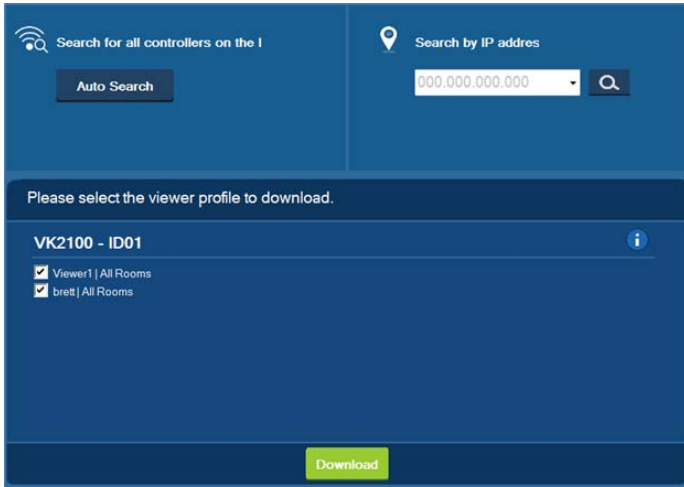 Search for all controllers on the l
Auto Search
Search by IP addres
000.000.000.000
Please select the viewer profile to download.
VK2100 - ID01
Viewer1 | All Rooms
brett | All Rooms
Download